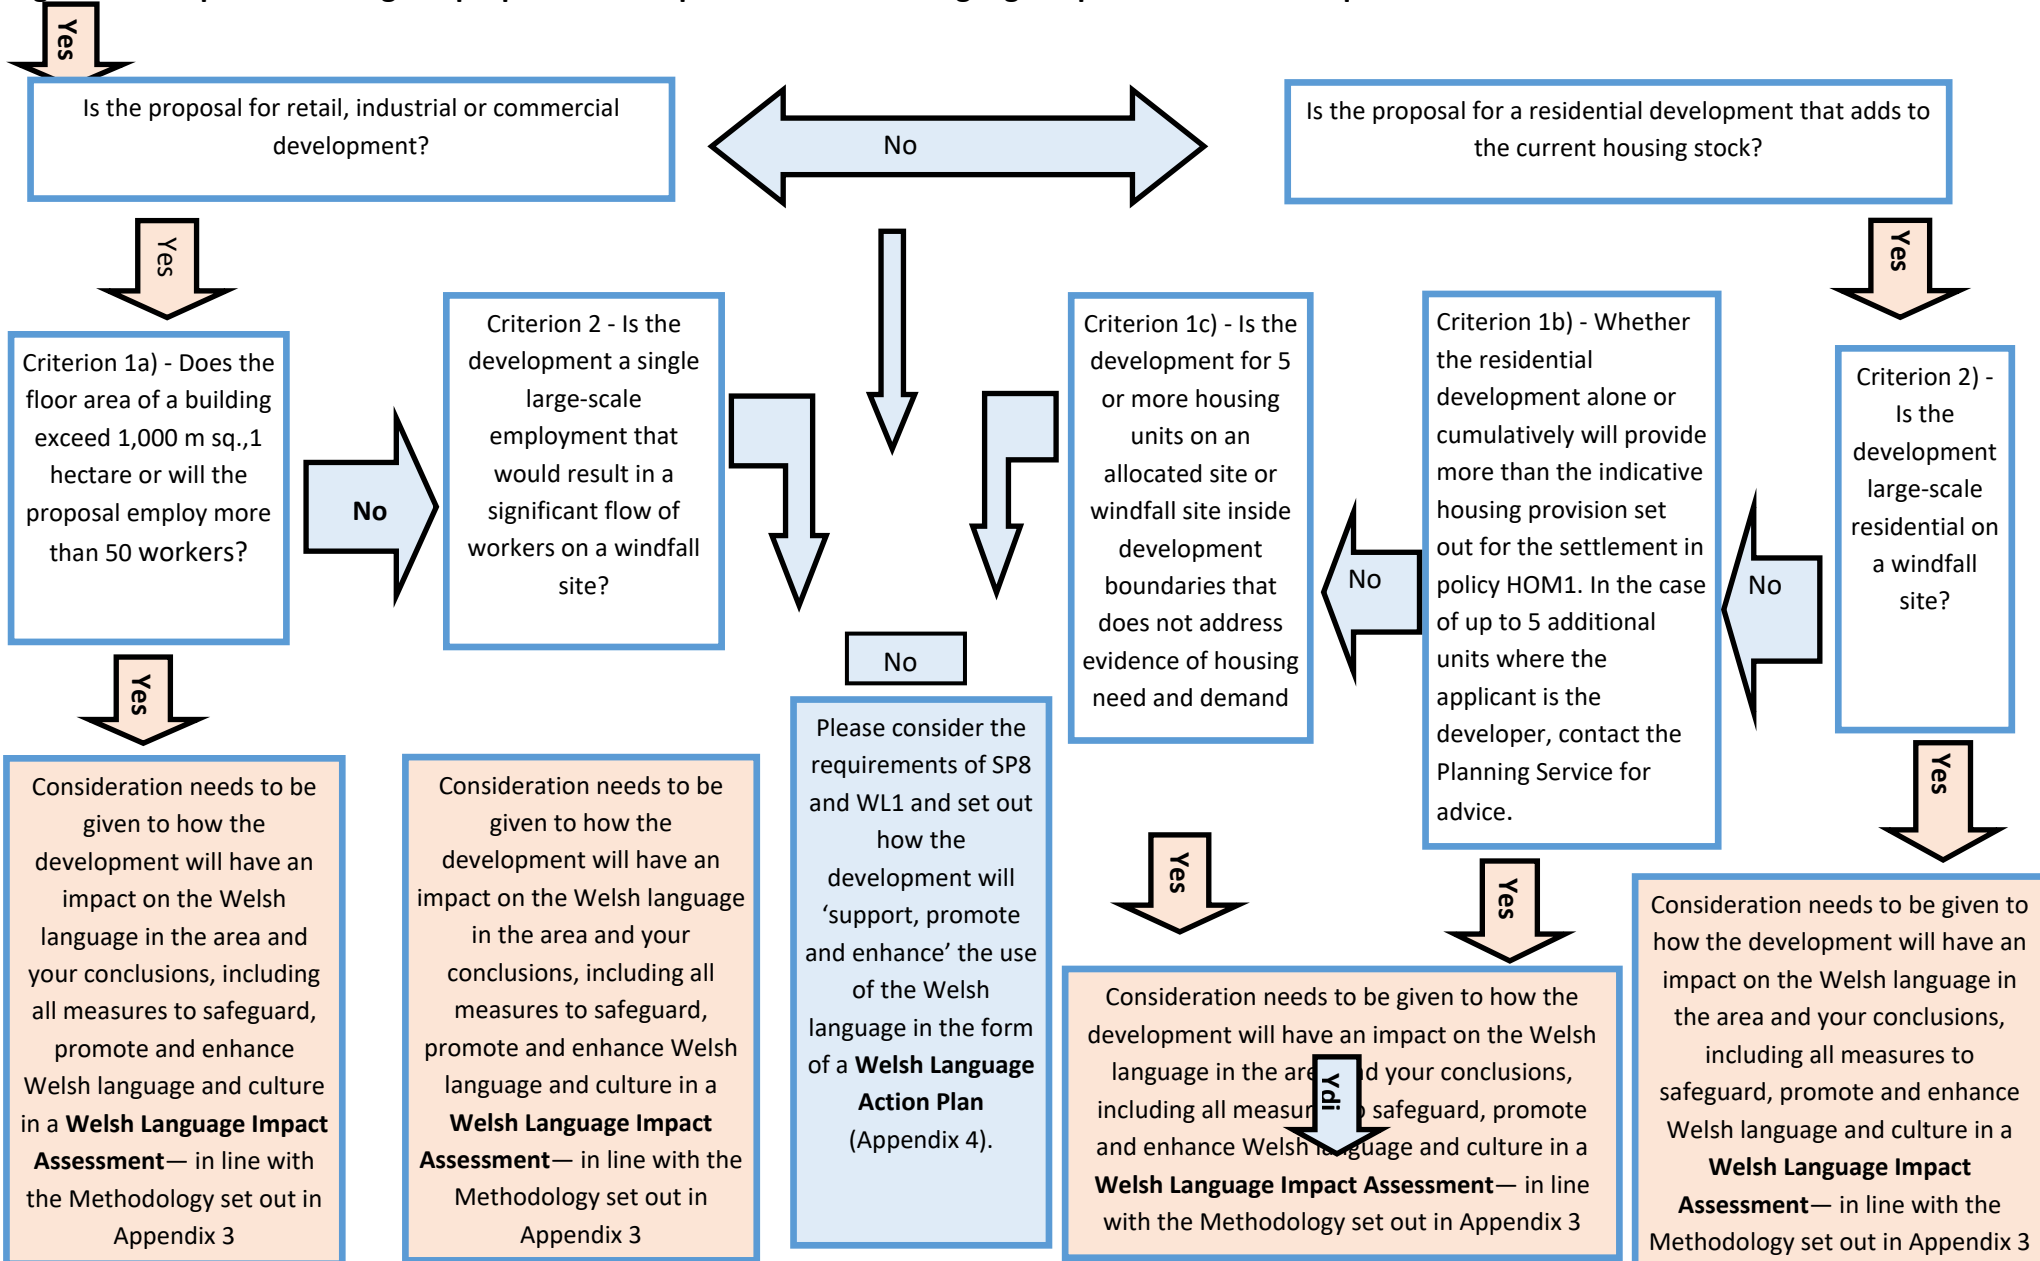 Yes
Is the proposal for retail, industrial or commercial
development?
No
Is the proposal for a residential development that adds to
the current housing stock?
Yes
Yes
Criterion 1a) - Does the
floor area of a building
exceed 1,000 m sq.,1
hectare or will the
proposal employ more
than 50 workers?
No
Criterion 2 - Is the
development a single
large-scale
employment that
would result in a
significant flow of
workers on a windfall
site?
Criterion 1c) - Is the
development for 5
or more housing
units on an
allocated site or
windfall site inside
development
boundaries that
does not address
evidence of housing
need and demand
No
Criterion 1b) - Whether
the residential
development alone or
cumulatively will provide
more than the indicative
housing provision set
out for the settlement in
policy HOM1. In the case
of up to 5 additional
units where the
applicant is the
developer, contact the
Planning Service for
advice.
No
Criterion 2) -
Is the
development
large-scale
residential on
a windfall
site?
Yes
No
Yes
Yes
Yes
Consideration needs to be
given to how the
development will have an
impact on the Welsh
language in the area and
your conclusions, including
all measures to safeguard,
promote and enhance
Welsh language and culture
in a Welsh Language Impact
Assessment— in line with
the Methodology set out in
Appendix 3
Consideration needs to be
given to how the
development will have an
impact on the Welsh language
in the area and your
conclusions, including all
measures to safeguard,
promote and enhance Welsh
language and culture in a
Welsh Language Impact
Assessment— in line with the
Methodology set out in
Appendix 3
Please consider the
requirements of SP8
and WL1 and set out
how the
development will
‘support, promote
and enhance’ the use
of the Welsh
language in the form
of a Welsh Language
Action Plan
(Appendix 4).
Consideration needs to be given to how the
development will have an impact on the Welsh
language in the your conclusions,
including all safeguard, promote
and enhance Welsh language and culture in a
Welsh Language Impact Assessment— in line
with the Methodology set out in Appendix 3
Ydi
Consideration needs to be given to
how the development will have an
impact on the Welsh language in
the area and your conclusions,
including all measures to
safeguard, promote and enhance
Welsh language and culture in a
Welsh Language Impact
Assessment— in line with the
Methodology set out in Appendix 3